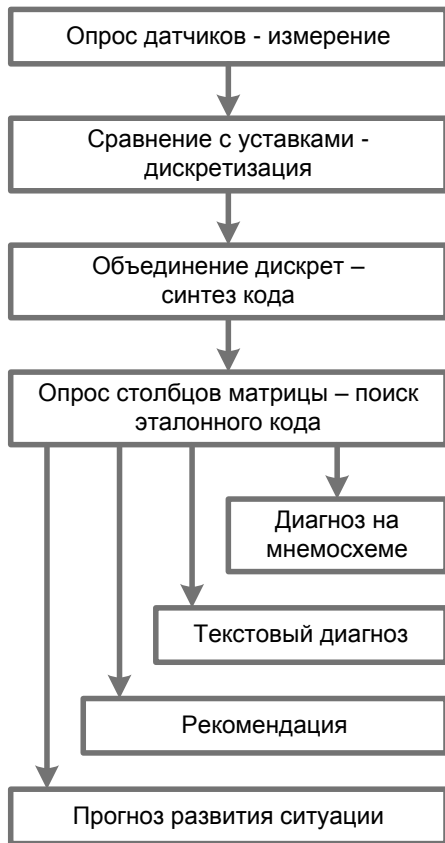 Опрос датчиков - измерение
Сравнение с уставками -
дискретизация
Объединение дискрет –
синтез кода
Опрос столбцов матрицы – поиск
эталонного кода
Диагноз на
мнемосхеме
Текстовый диагноз
Рекомендация
Прогноз развития ситуации